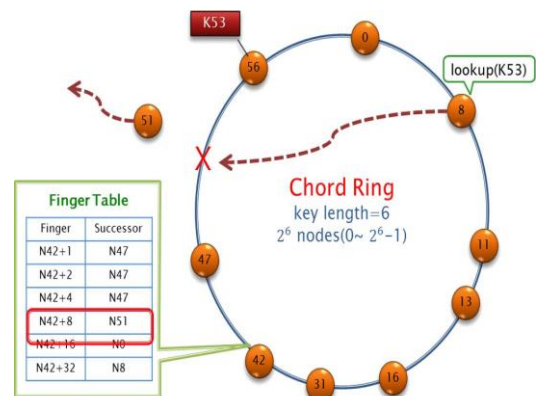 K53
0
56
lookup(K53)
8
51
X
Chord Ring
key length=6
2⁶ nodes(0~ 2⁶-1)
Finger Table
Finger Successor
N42+1 N47
N42+2 N47
N42+4 N47
N42+8 N51
N42+16 N0
N42+32 N8
47
11
13
42
31
16